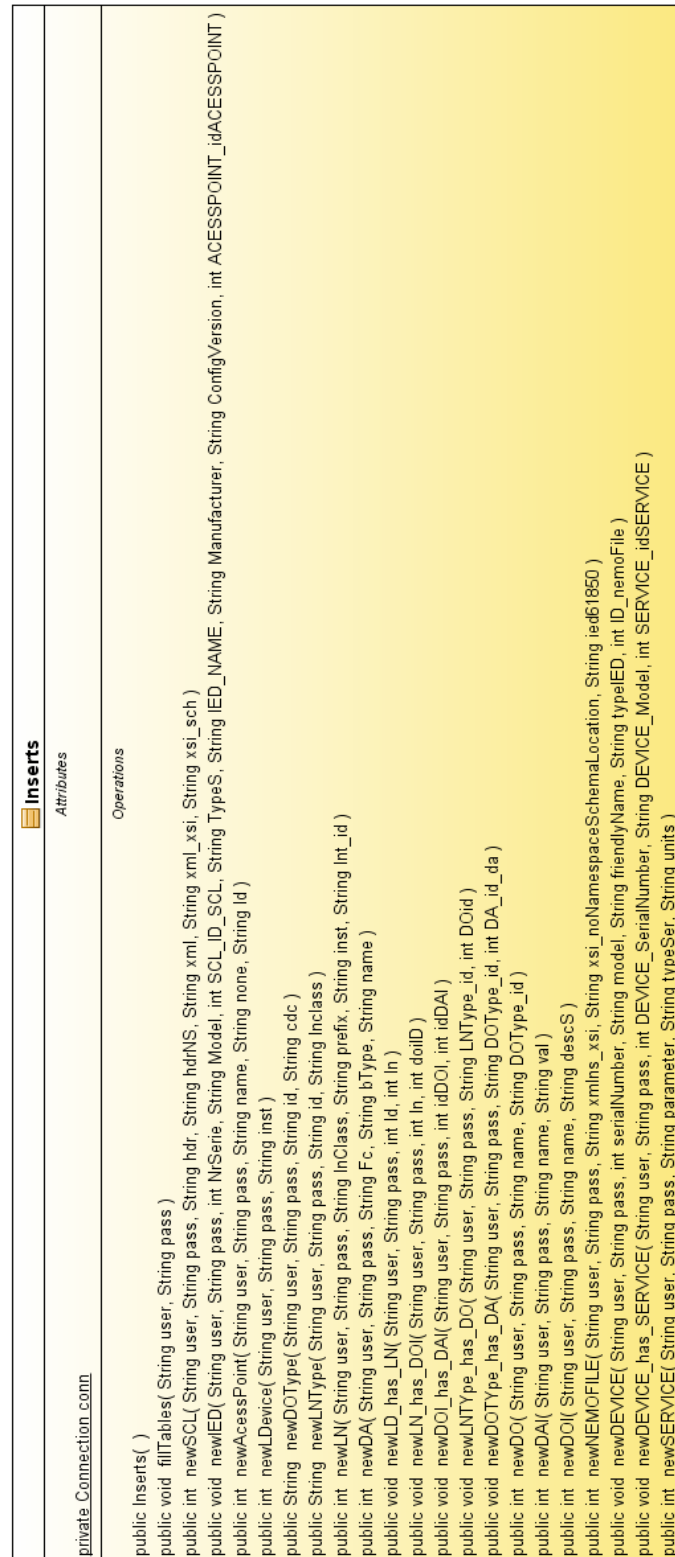 Inserts
Attributes
private Connection conn
Operations
public Inserts( )
public void fillTables( String user, String pass )
public int newSCL( String user, String pass, String hdr, String hdrNS, String xml, String xml_xsi, String xsi_sch )
public void newIED( String user, String pass, int NrSerie, String Model, int SCL_ID_SCL, String TypeS, String IED_NAME, String Manufacturer, String ConfigVersion, int ACESSPOINT_idACESSPOINT )
public int newAcessPoint( String user, String pass, String name, String none, String ld )
public int newLDevice( String user, String pass, String inst )
public String newDOType( String user, String pass, String id, String cdc )
public String newLNType( String user, String pass, String id, String lnclass )
public int newLN( String user, String pass, String lnClass, String prefix, String inst, String lnt_id )
public int newDA( String user, String pass, String Fc, String bType, String name )
public void newLD_has_LN( String user, String pass, int ld, int ln )
public void newLN_has_DOI( String user, String pass, int ln, int doiID )
public void newDOI_has_DAI( String user, String pass, int idDOI, int idDAI )
public void newLNTYpe_has_DO( String user, String pass, String LNType_id, int DOid )
public void newDOTYpe_has_DA( String user, String pass, String DOType_id, int DA_id_da )
public int newDO( String user, String pass, String name, String DOType_id )
public int newDAI( String user, String pass, String name, String val )
public int newDOI( String user, String pass, String name, String descS )
public int newNEMOFILE( String user, String pass, String xmlns_xsi, String xsi_noNamespaceSchemaLocation, String ied61850 )
public void newDEVICE( String user, String pass, int serialNumber, String model, String friendlyName, String typeIED, int ID_nemoFile )
public void newDEVICE_has_SERVICE( String user, String pass, int DEVICE_SerialNumber, String DEVICE_Model, int SERVICE_idSERVICE )
public int newSERVICE( String user, String pass, String parameter, String typeSer, String units )